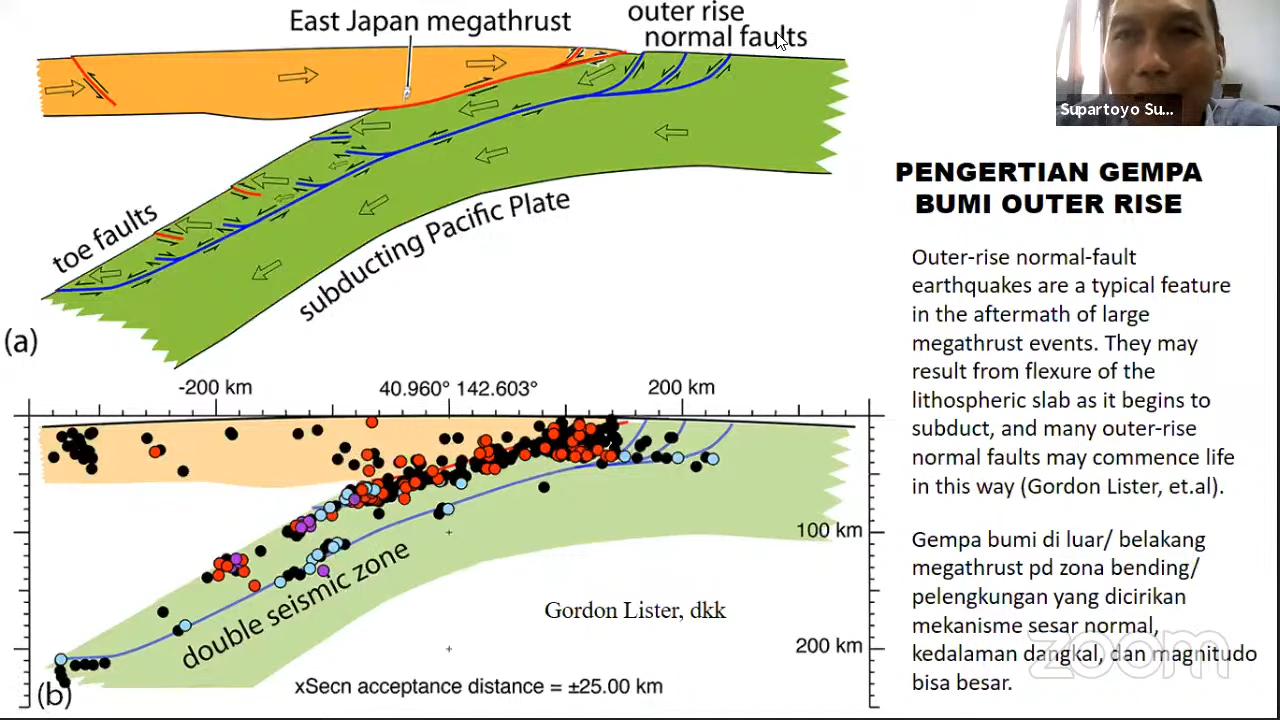 East Japan megathrust
outer rise
normal faults
toe faults
subducting Pacific Plate
(a)
Supartoyo Su...
PENGERTIAN GEMPA
BUMI OUTER RISE
Outer-rise normal-fault
earthquakes are a typical feature
in the aftermath of large
megathrust events. They may
result from flexure of the
lithospheric slab as it begins to
subduct, and many outer-rise
normal faults may commence life
in this way (Gordon Lister, et.al).
Gempa bumi di luar/ belakang
megathrust pd zona bending/
pelengkungan yang dicirikan
mekanisme sesar normal,
kedalaman dangkal, dan magnitudo
bisa besar.
zoom
-200 km
40.960° 142.603°
200 km
100 km
200 km
double seismic zone
Gordon Lister, dkk
xSecn acceptance distance = ±25.00 km
(b)